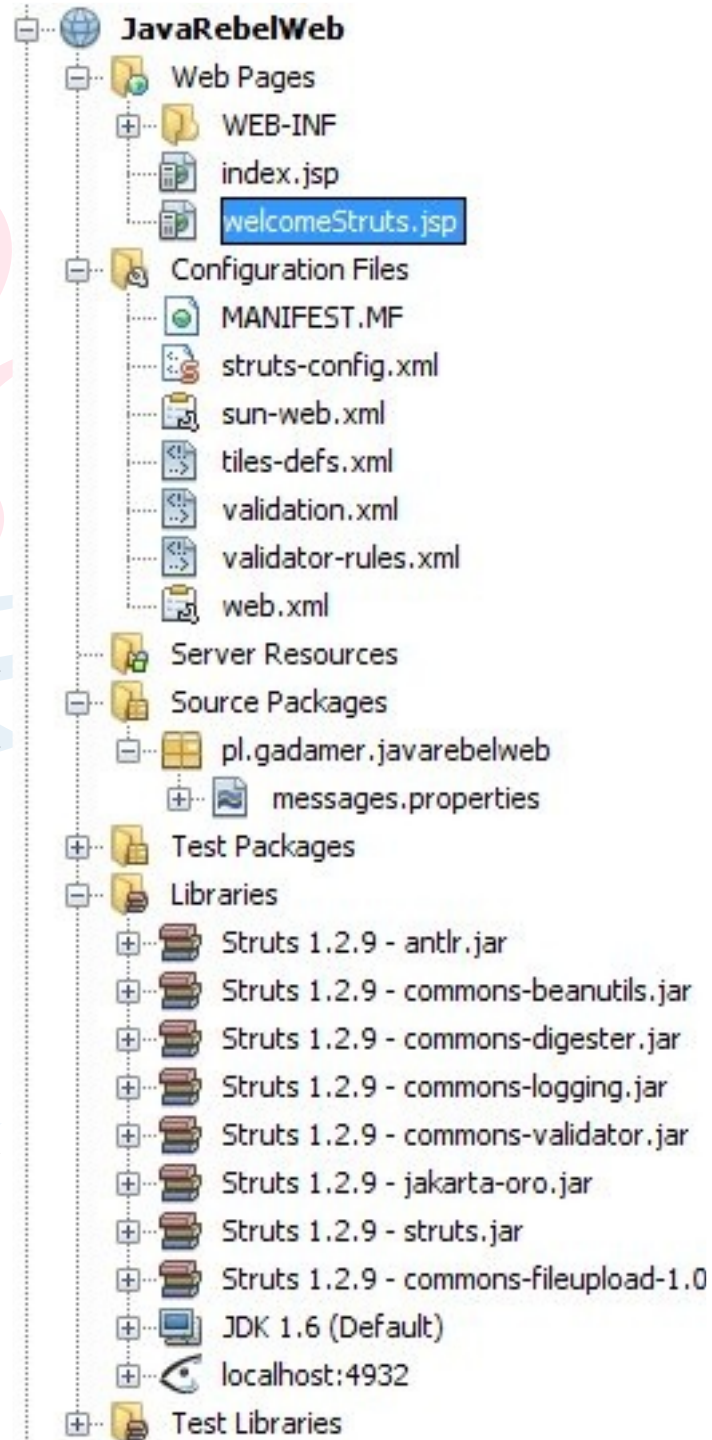 JavaRebelWeb
Web Pages
WEB-INF
index.jsp
welcomeStruts.jsp
Configuration Files
MANIFEST.MF
struts-config.xml
sun-web.xml
tiles-defs.xml
validation.xml
validator-rules.xml
web.xml
Server Resources
Source Packages
pl.gadamer.javarebelweb
messages.properties
Test Packages
Libraries
Struts 1.2.9 - antlr.jar
Struts 1.2.9 - commons-beanutils.jar
Struts 1.2.9 - commons-digester.jar
Struts 1.2.9 - commons-logging.jar
Struts 1.2.9 - commons-validator.jar
Struts 1.2.9 - jakarta-oro.jar
Struts 1.2.9 - struts.jar
Struts 1.2.9 - commons-fileupload-1.0
JDK 1.6 (Default)
localhost:4932
Test Libraries